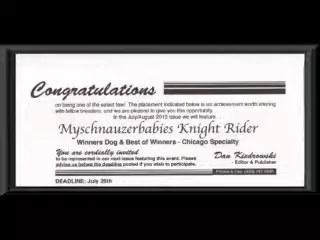 Congratulations
on being one of the select few! The placement indicated below is an achievement worth sharing
with fellow breeders, and we are pleased to give you this opportunity.
In the July/August 2013 issue we will feature . . .
Myschnauzerbabies Knight Rider
Winners Dog & Best of Winners - Chicago Specialty
You are cordially invited
to be represented in our next issue featuring this event. Please
advise us before the deadline posted if you wish to participate.
Dan Kiedrowski
- Editor & Publisher
Phone & Fax
DEADLINE: July 25th